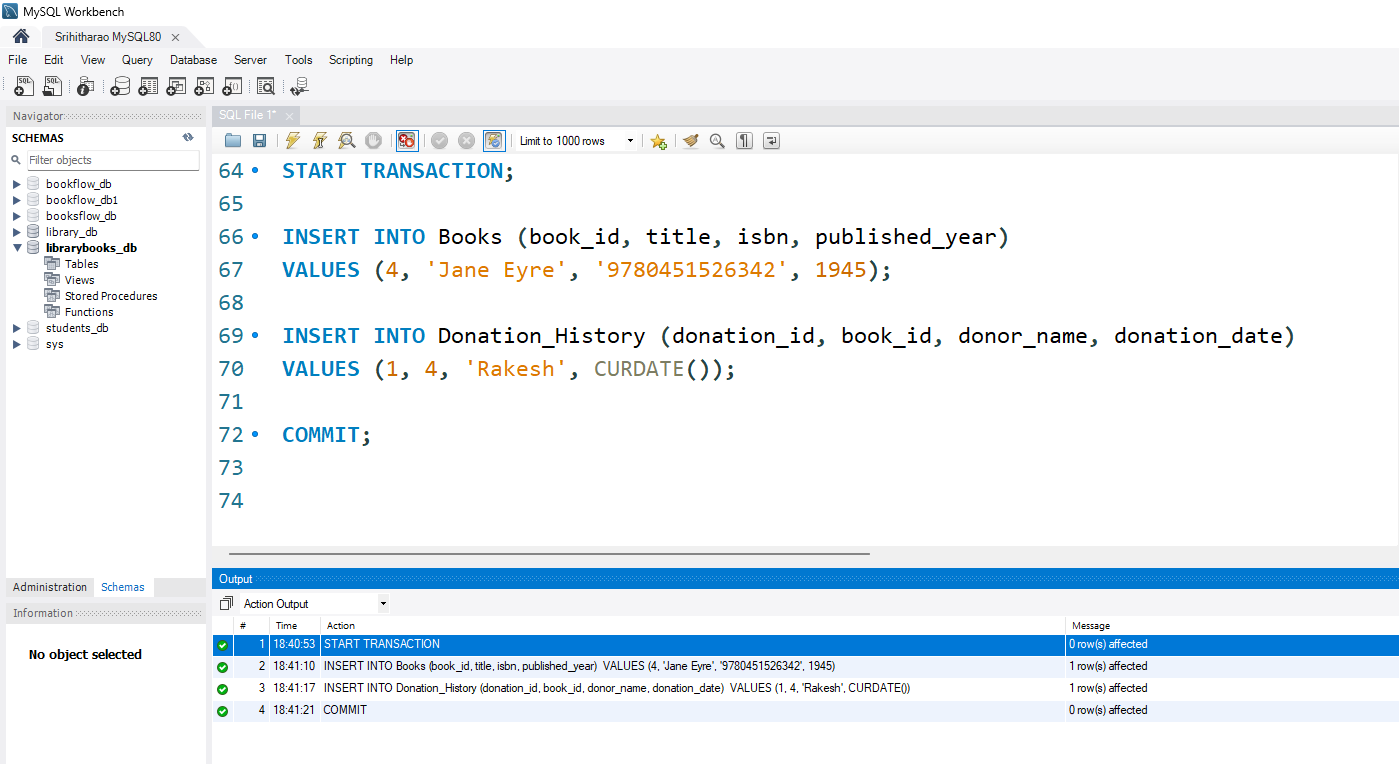 MySQL Workbench
Srihitharao MySQL80
File Edit View Query Database Server Tools Scripting Help
Navigator
SCHEMAS
Filter objects
bookflow_db
bookflow_db1
booksflow_db
library_db
librarybooks_db
Tables
Views
Stored Procedures
Functions
students_db
sys
Administration Schemas
Information
No object selected
SQL File 1*
Limit to 1000 rows
64 START TRANSACTION;
65
66 INSERT INTO Books (book_id, title, isbn, published_year)
67 VALUES (4, 'Jane Eyre', '9780451526342', 1945);
68
69 INSERT INTO Donation_History (donation_id, book_id, donor_name, donation_date)
70 VALUES (1, 4, 'Rakesh', CURDATE());
71
72 COMMIT;
73
74
Output
Action Output
# Time Action Message
1 18:40:53 START TRANSACTION 0 row(s) affected
2 18:41:10 INSERT INTO Books (book_id, title, isbn, published_year) VALUES (4, 'Jane Eyre', '9780451526342', 1945) 1 row(s) affected
3 18:41:17 INSERT INTO Donation_History (donation_id, book_id, donor_name, donation_date) VALUES (1, 4, 'Rakesh', CURDATE()) 1 row(s) affected
4 18:41:21 COMMIT 0 row(s) affected